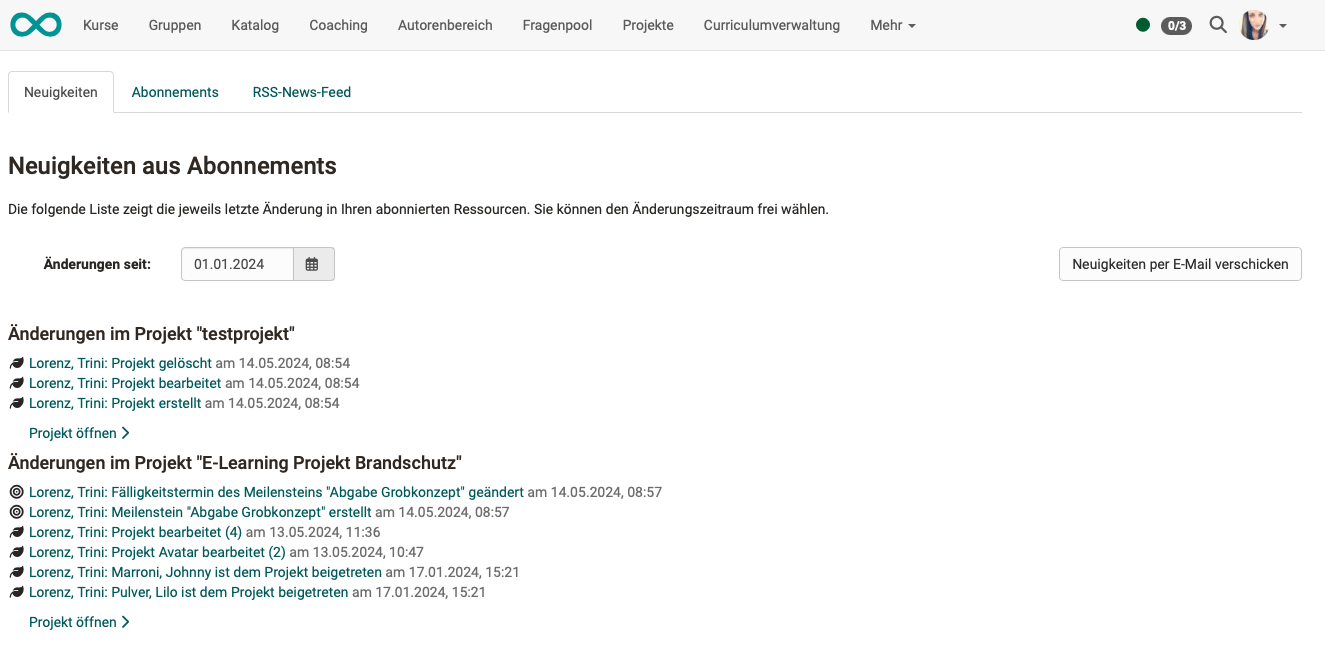 Kurse Gruppen Katalog Coaching Autorenbereich Fragenpool Projekte Curriculumverwaltung Mehr 0/3
Neuigkeiten Abonnements RSS-News-Feed
Neuigkeiten aus Abonnements
Die folgende Liste zeigt die jeweils letzte Änderung in Ihren abonnierten Ressourcen. Sie können den Änderungszeitraum frei wählen.
Änderungen seit: 01.01.2024 Neuigkeiten per E-Mail verschicken
Änderungen im Projekt "testprojekt"
Lorenz, Trini: Projekt gelöscht am 14.05.2024, 08:54
Lorenz, Trini: Projekt bearbeitet am 14.05.2024, 08:54
Lorenz, Trini: Projekt erstellt am 14.05.2024, 08:54
Projekt öffnen
Änderungen im Projekt "E-Learning Projekt Brandschutz"
Lorenz, Trini: Fälligkeitstermin des Meilensteins "Abgabe Grobkonzept" geändert am 14.05.2024, 08:57
Lorenz, Trini: Meilenstein "Abgabe Grobkonzept" erstellt am 14.05.2024, 08:57
Lorenz, Trini: Projekt bearbeitet (4) am 13.05.2024, 11:36
Lorenz, Trini: Projekt Avatar bearbeitet (2) am 13.05.2024, 10:47
Lorenz, Trini: Marroni, Johnny ist dem Projekt beigetreten am 17.01.2024, 15:21
Lorenz, Trini: Pulver, Lilo ist dem Projekt beigetreten am 17.01.2024, 15:21
Projekt öffnen